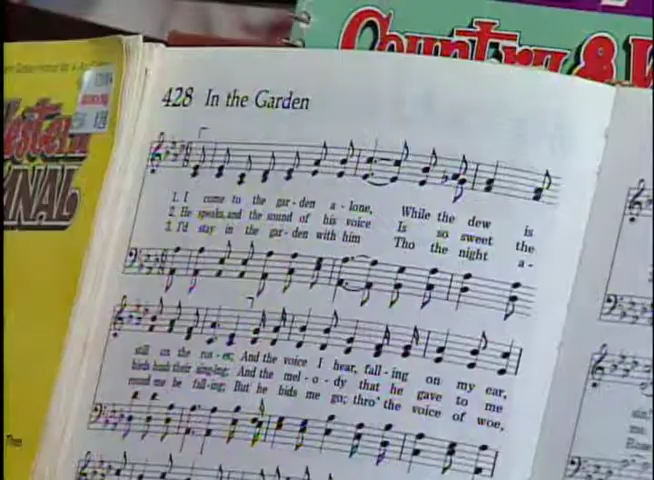 Country & W
428 In the Garden
1. I come to the gar-den a-lone, While the dew is
2. He speaks, and the sound of his voice Is so sweet the
3. I'd stay in the gar-den with him Tho the night a-
still on the ros-es; And the voice I hear, fall-ing on my ear,
birds hush their sing-ing; And the mel-o-dy that he gave to me
round me be fall-ing; But he bids me go; thro' the voice of woe,